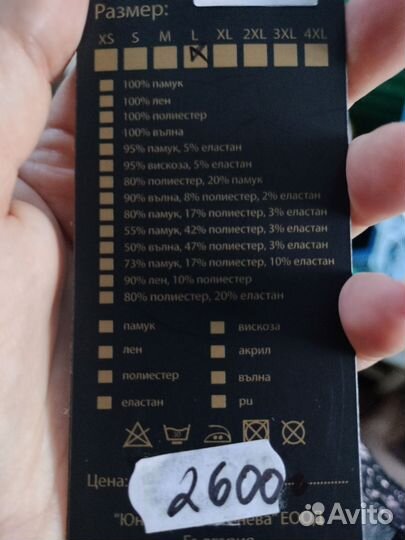 Размер:
XS S M L XL 2XL 3XL 4XL
100% памук
100% лен
100% полиестер
100% вълна
95% памук, 5% еластан
95% вискоза, 5% еластан
80% полиестер, 20% памук
90% вълна, 8% полиестер, 2% еластан
80% памук, 17% полиестер, 3% еластан
55% памук, 42% полиестер, 3% еластан
50% вълна, 47% полиестер, 3% еластан
73% памук, 17% полиестер, 10% еластан
90% лен, 10% полиестер
80% полиестер, 20% еластан
памук вискоза
лен акрил
полиестер вълна
еластан pu
30
Цена:
2600
Avito